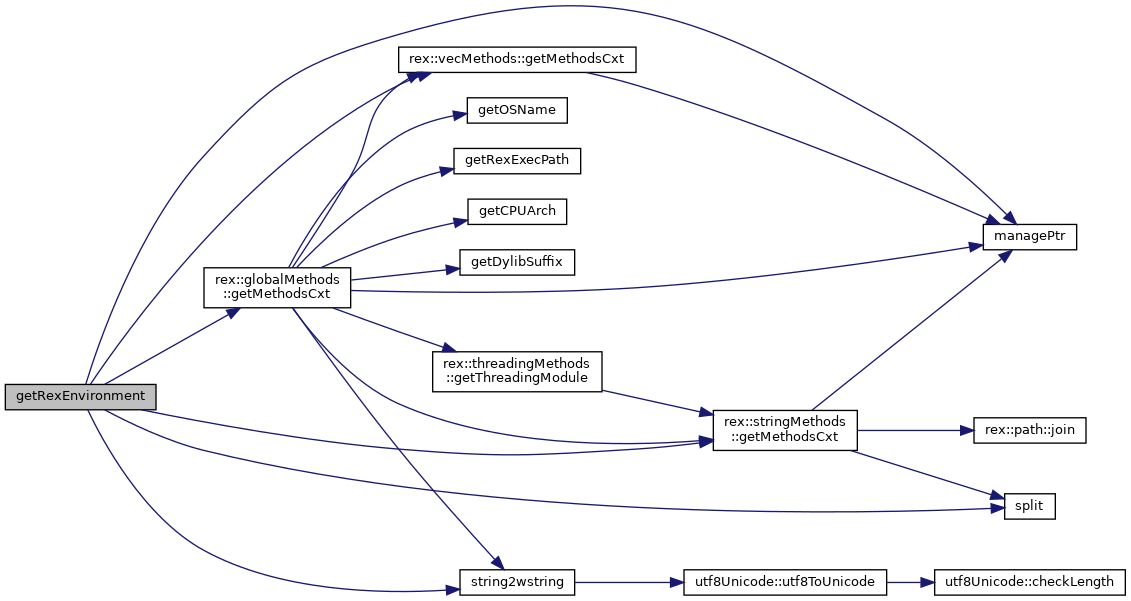 rex::vecMethods::getMethodsCxt
getOSName
getRexExecPath
getCPUArch
managePtr
getDylibSuffix
rex::globalMethods
::getMethodsCxt
rex::threadingMethods
::getThreadingModule
getRexEnvironment
rex::stringMethods
::getMethodsCxt
rex::path::join
split
string2wstring
utf8Unicode::utf8ToUnicode
utf8Unicode::checkLength